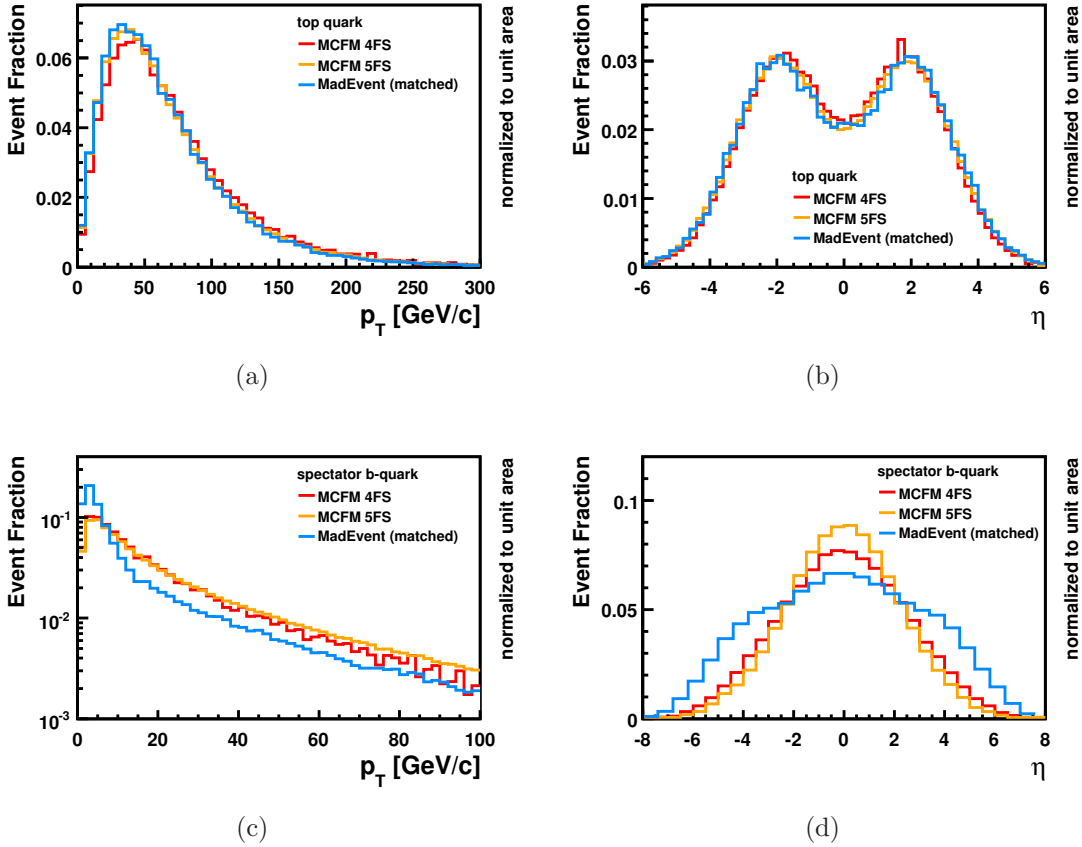 Event Fraction
0.06
0.04
0.02
0
top quark
MCFM 4FS
MCFM 5FS
MadEvent (matched)
normalized to unit area
0 50 100 150 200 250 300
p_T [GeV/c]
(a)
Event Fraction
0.03
0.02
0.01
0
top quark
MCFM 4FS
MCFM 5FS
MadEvent (matched)
normalized to unit area
-6 -4 -2 0 2 4 6
η
(b)
Event Fraction
10^-1
10^-2
10^-3
spectator b-quark
MCFM 4FS
MCFM 5FS
MadEvent (matched)
normalized to unit area
0 20 40 60 80 100
p_T [GeV/c]
(c)
Event Fraction
0.1
0.05
0
spectator b-quark
MCFM 4FS
MCFM 5FS
MadEvent (matched)
normalized to unit area
-8 -6 -4 -2 0 2 4 6 8
η
(d)